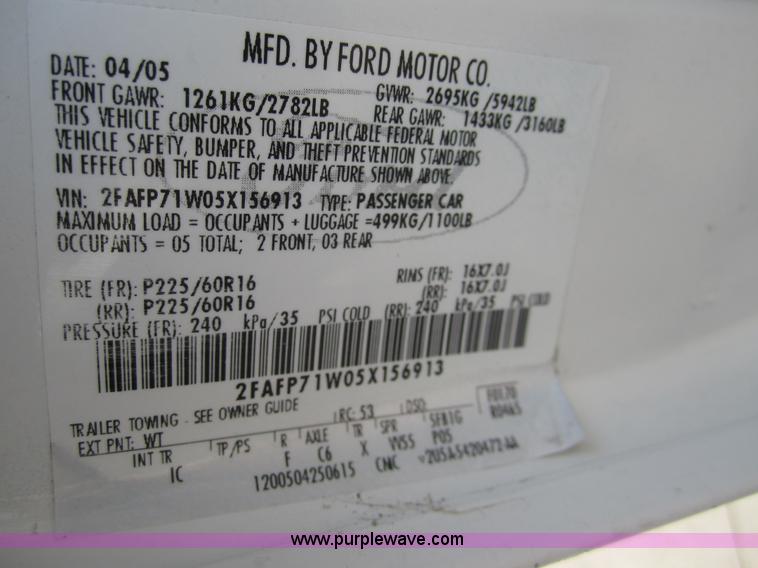 MFD. BY FORD MOTOR CO.
DATE: 04/05
GVWR: 2695KG /5942LB
FRONT GAWR: 1261KG/2782LB
REAR GAWR: 1433KG /3160LB
THIS VEHICLE CONFORMS TO ALL APPLICABLE FEDERAL MOTOR
VEHICLE SAFETY, BUMPER, AND THEFT PREVENTION STANDARDS
IN EFFECT ON THE DATE OF MANUFACTURE SHOWN ABOVE.
VIN: 2FAFP71W05X156913 TYPE: PASSENGER CAR
MAXIMUM LOAD = OCCUPANTS + LUGGAGE =499KG/1100LB
OCCUPANTS = 05 TOTAL; 2 FRONT, 03 REAR
TIRE (FR): P225/60R16 RIMS (FR): 16X7.0J
(RR): P225/60R16 (RR): 16X7.0J
PRESSURE (FR): 240 kPa/35 PSI COLD (RR): 240 kPa/35 PSI COLD
2FAFP71W05X156913
TRAILER TOWING - SEE OWNER GUIDE
EXT PNT: WT RC: 53 DSO
INT TR TP/PS R AXLE TR SPR
IC F C6 X VV55 P05
1200504250615 CMC
www.purplewave.com